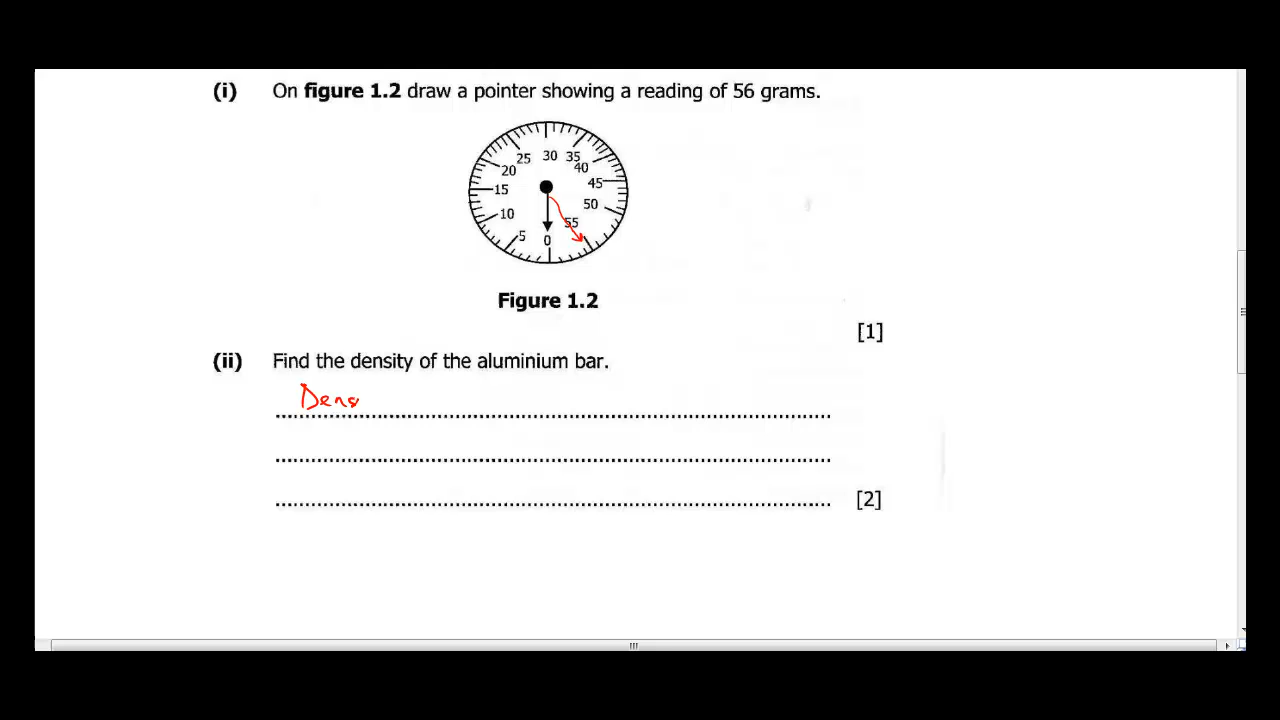 (i) On figure 1.2 draw a pointer showing a reading of 56 grams.
25 30 35
20 40
15 45
10 50
5 0 55
Figure 1.2
[1]
(ii) Find the density of the aluminium bar.
Dens
[2]